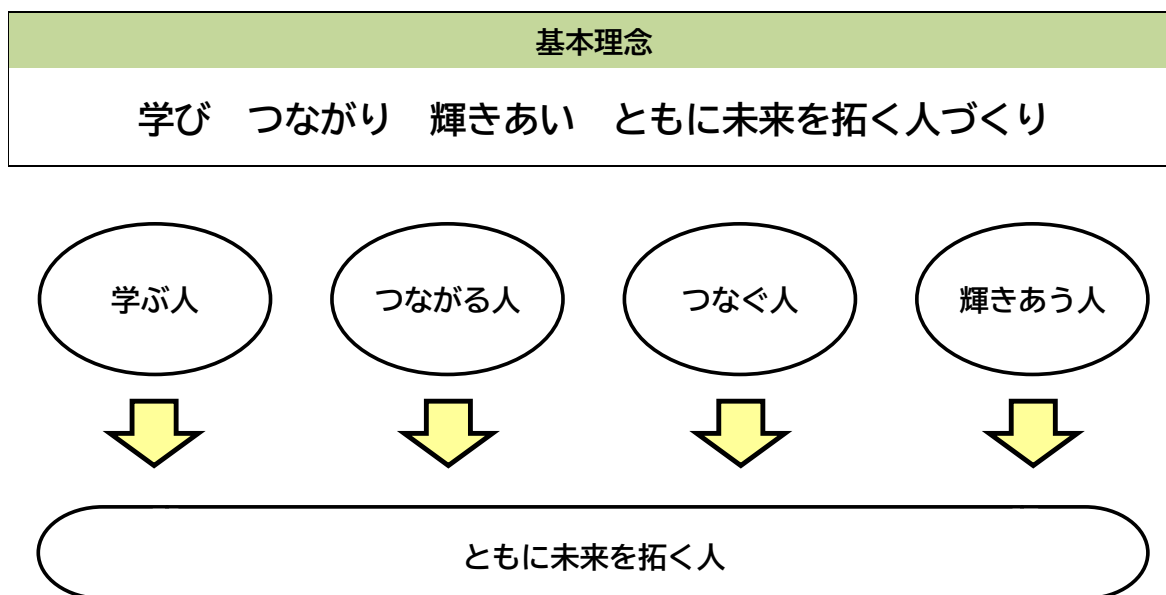 基本理念
学び　つながり　輝きあい　ともに未来を拓く人づくり
学ぶ人
つながる人
つなぐ人
輝きあう人
ともに未来を拓く人